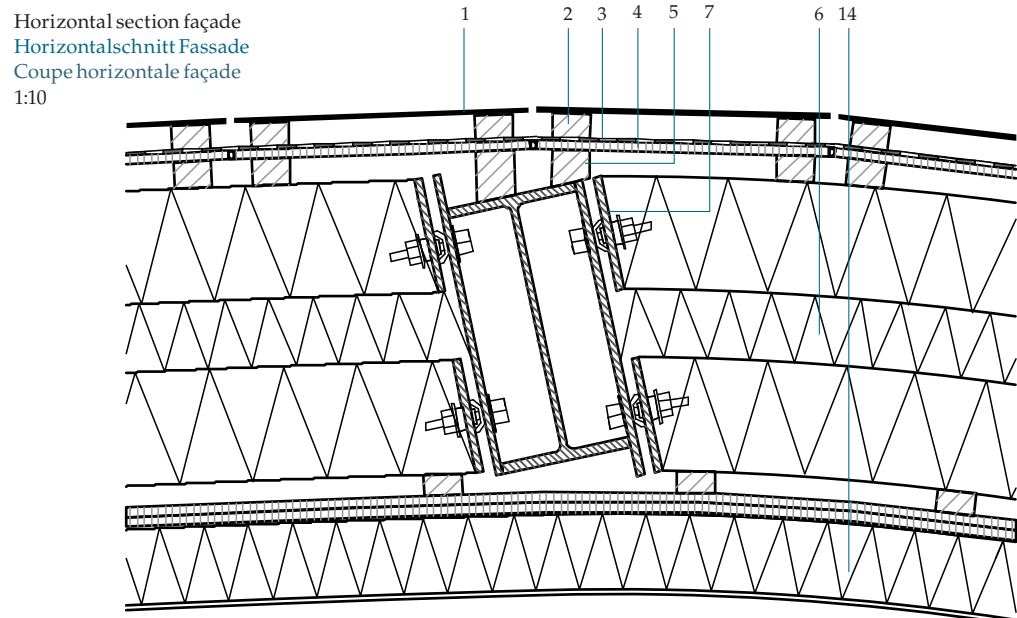 Horizontal section façade
Horizontalschnitt Fassade
Coupe horizontale façade
1:10
1 2 3 4 5 7 6 14